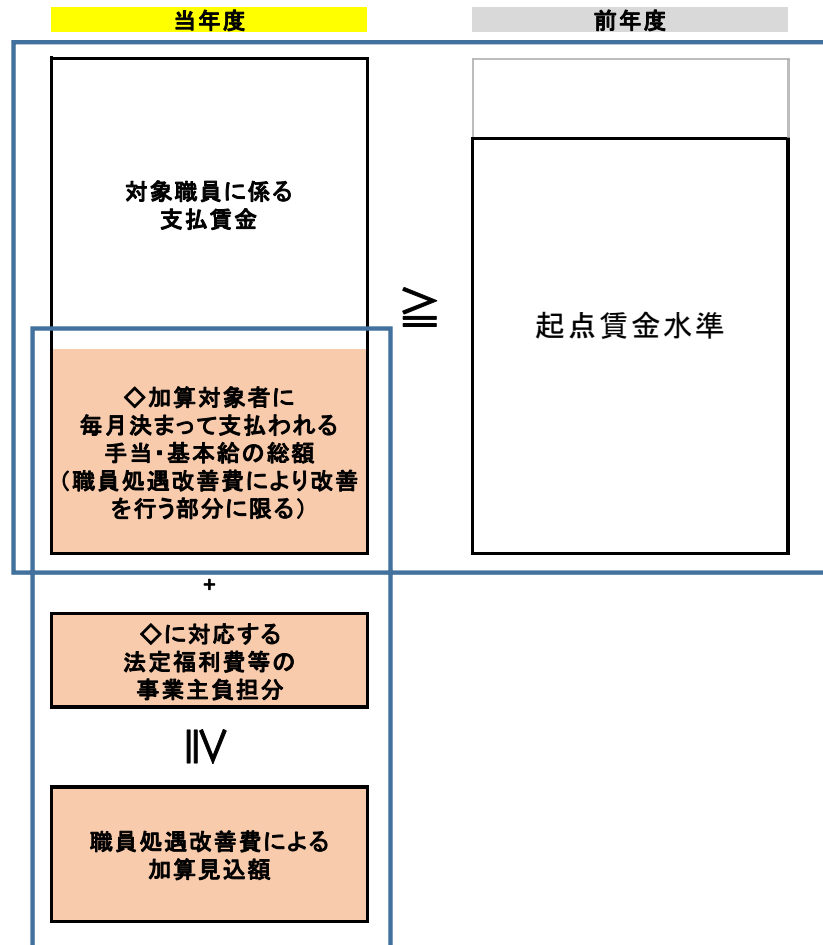 当年度
前年度
対象職員に係る
支払賃金
≧
起点賃金水準
◇加算対象者に
毎月決まって支払われる
手当・基本給の総額
（職員処遇改善費により改善
を行う部分に限る）
+
◇に対応する
法定福利費等の
事業主負担分
≧
職員処遇改善費による
加算見込額